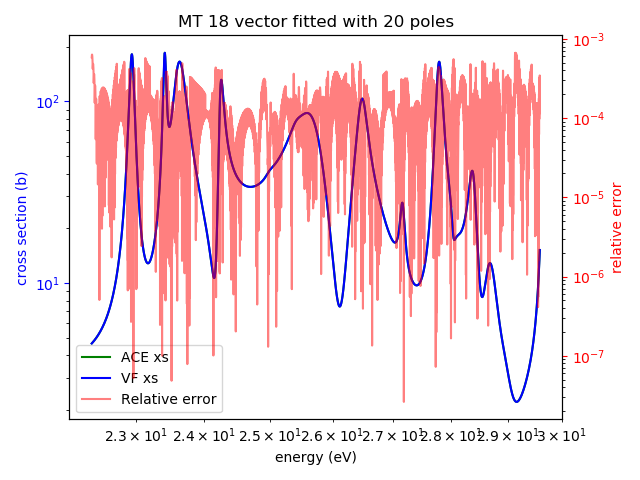 MT 18 vector fitted with 20 poles
cross section (b)
10²
10¹
ACE xs
VF xs
Relative error
10⁻³
10⁻⁴
10⁻⁵
10⁻⁶
10⁻⁷
relative error
2.3 × 10¹ 2.4 × 10¹ 2.5 × 10¹ 2.6 × 10¹ 2.7 × 10¹ 2.8 × 10¹ 2.9 × 10¹ 3 × 10¹
energy (eV)